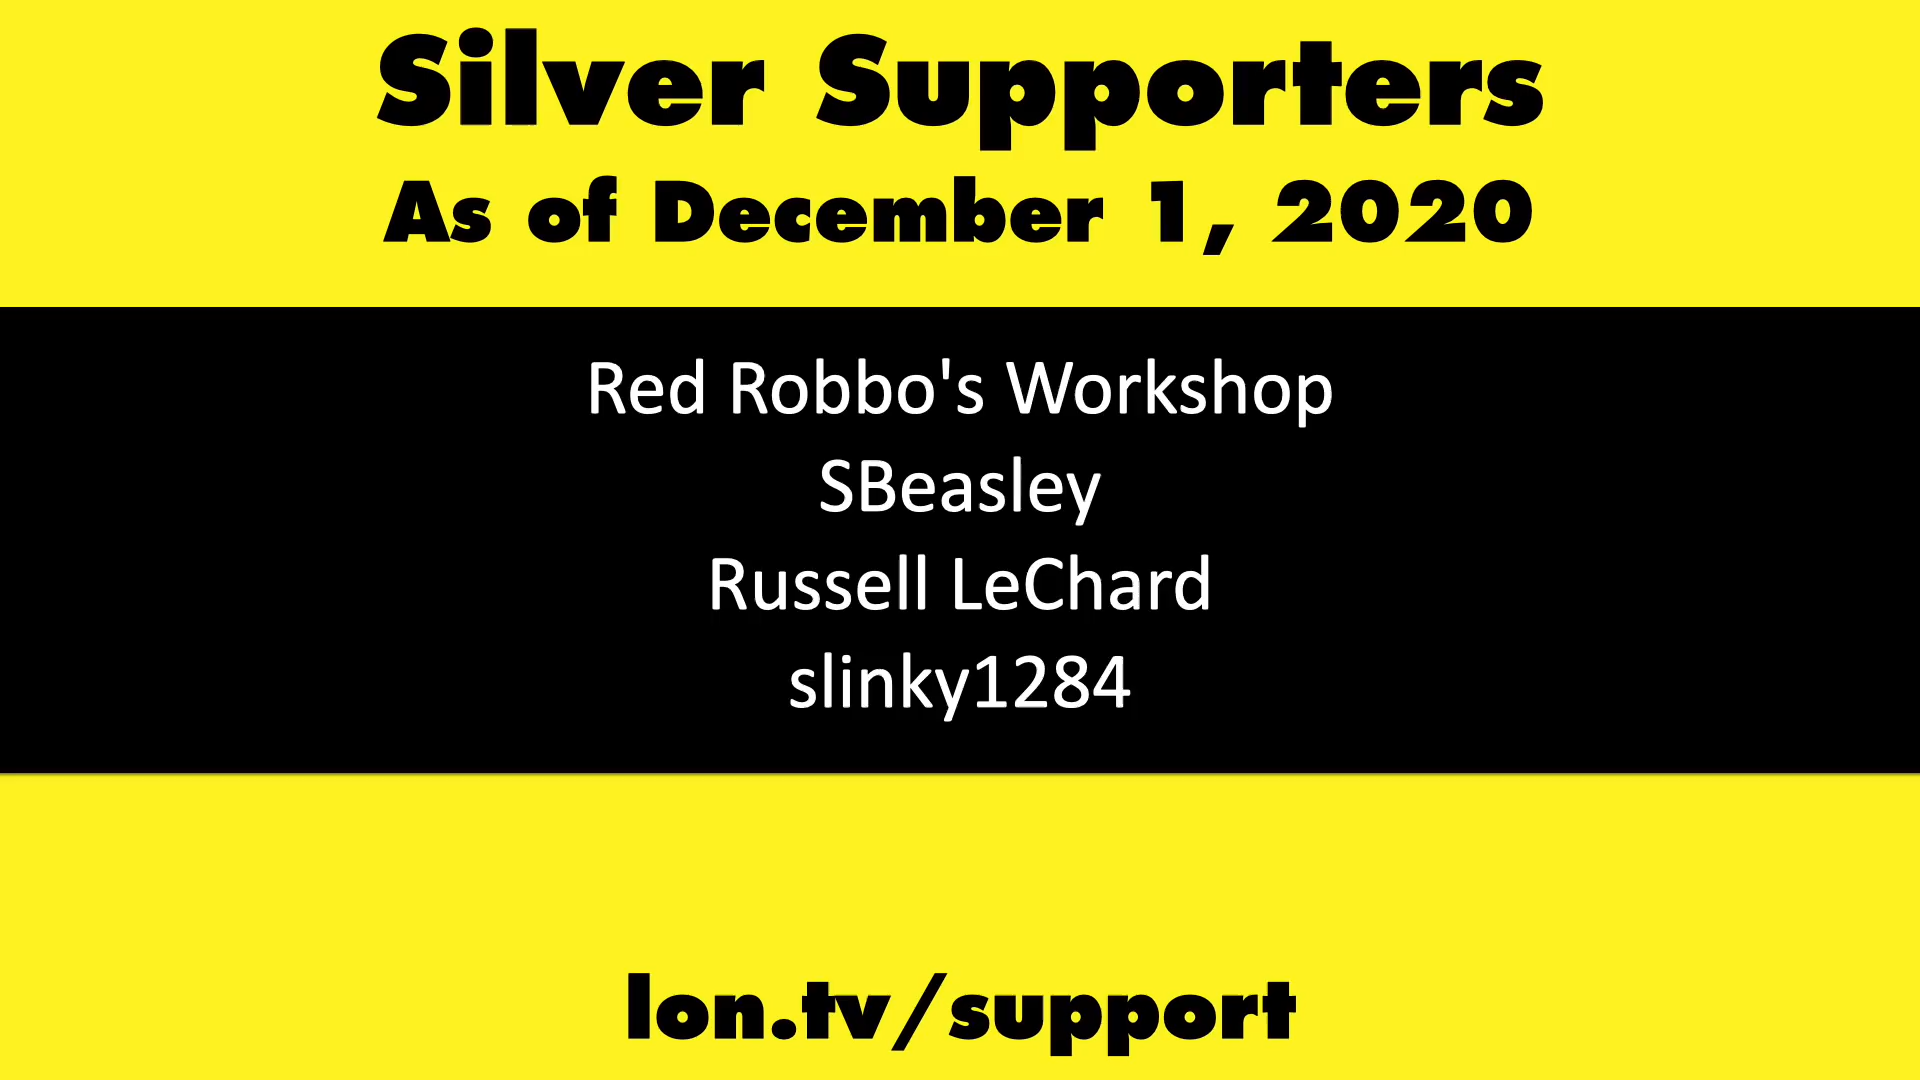 Silver Supporters
As of December 1, 2020
Red Robbo's Workshop
SBeasley
Russell LeChard
slinky1284
lon.tv/support